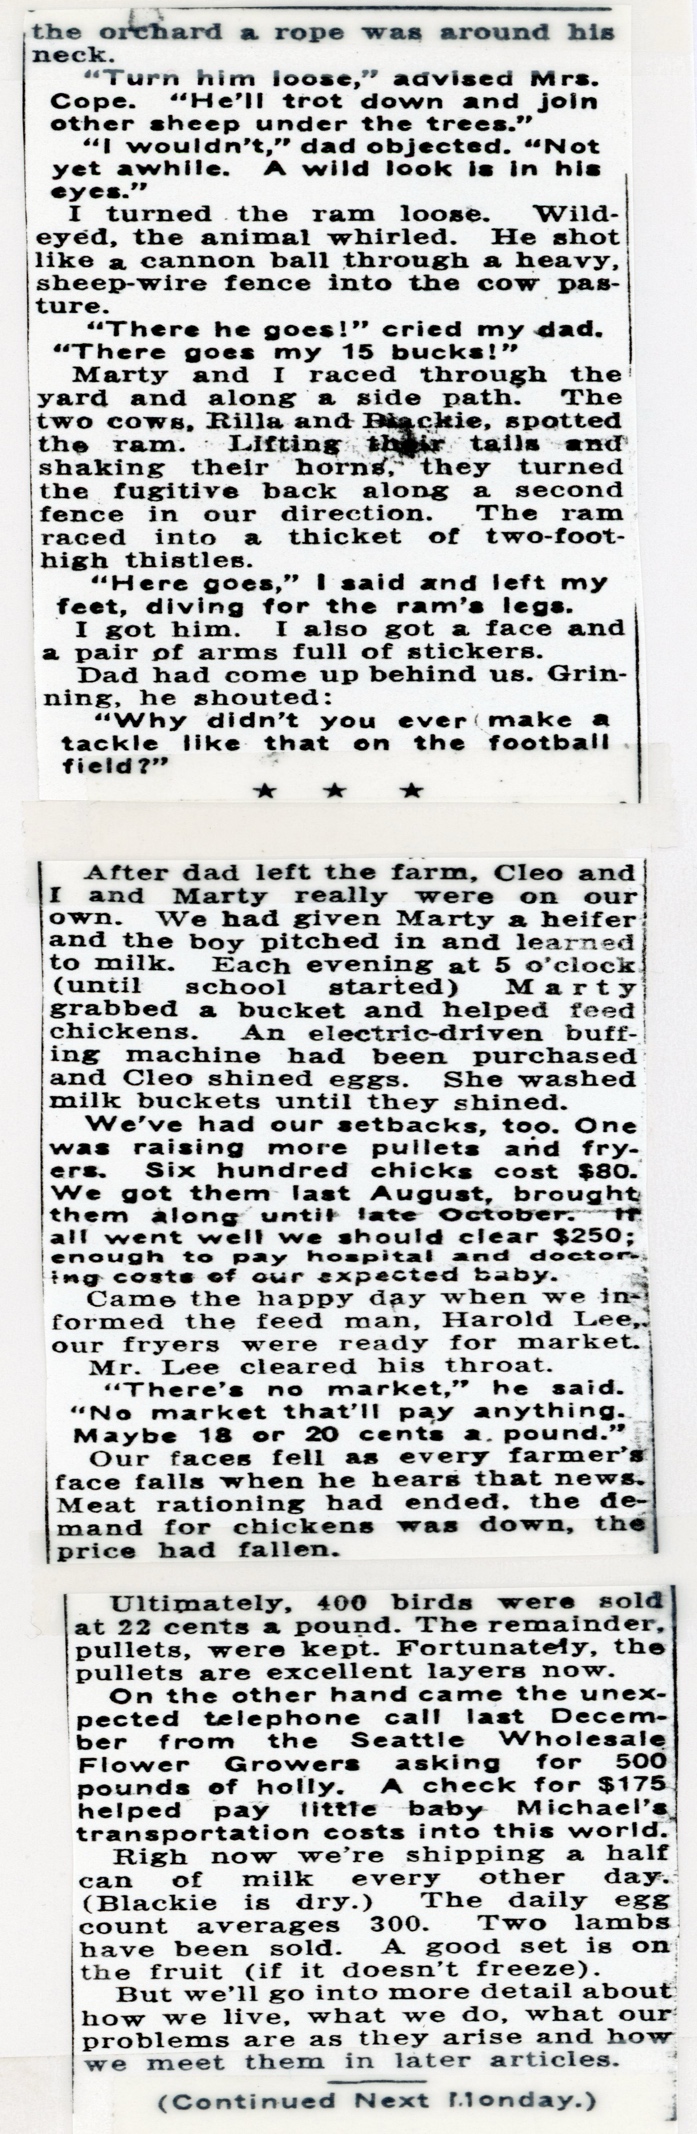 the orchard a rope was around his
neck.
"Turn him loose," advised Mrs.
Cope. "He'll trot down and join
other sheep under the trees."
"I wouldn't," dad objected. "Not
yet awhile. A wild look is in his
eyes."
I turned the ram loose. Wild-
eyed, the animal whirled. He shot
like a cannon ball through a heavy,
sheep-wire fence into the cow pas-
ture.
"There he goes!" cried my dad.
"There goes my 15 bucks!"
Marty and I raced through the
yard and along a side path. The
two cows, Rilla and Blackie, spotted
the ram. Lifting their tails and
shaking their horns, they turned
the fugitive back along a second
fence in our direction. The ram
raced into a thicket of two-foot-
high thistles.
"Here goes," I said and left my
feet, diving for the ram's legs.
I got him. I also got a face and
a pair of arms full of stickers.
Dad had come up behind us. Grin-
ning, he shouted:
"Why didn't you ever make a
tackle like that on the football
field?"
★ ★ ★
After dad left the farm, Cleo and
I and Marty really were on our
own. We had given Marty a heifer
and the boy pitched in and learned
to milk. Each evening at 5 o'clock
(until school started) Marty
grabbed a bucket and helped feed
chickens. An electric-driven buff-
ing machine had been purchased
and Cleo shined eggs. She washed
milk buckets until they shined.
We've had our setbacks, too. One
was raising more pullets and fry-
ers. Six hundred chicks cost $80.
We got them last August, brought
them along until late October. If
all went well we should clear $250;
enough to pay hospital and doctor-
ing costs of our expected baby.
Came the happy day when we in-
formed the feed man, Harold Lee,
our fryers were ready for market.
Mr. Lee cleared his throat.
"There's no market," he said.
"No market that'll pay anything.
Maybe 18 or 20 cents a pound."
Our faces fell as every farmer's
face falls when he hears that news.
Meat rationing had ended, the de-
mand for chickens was down, the
price had fallen.
Ultimately, 400 birds were sold
at 22 cents a pound. The remainder,
pullets, were kept. Fortunately, the
pullets are excellent layers now.
On the other hand came the unex-
pected telephone call last Decem-
ber from the Seattle Wholesale
Flower Growers asking for 500
pounds of holly. A check for $175
helped pay little baby Michael's
transportation costs into this world.
Righ now we're shipping a half
can of milk every other day.
(Blackie is dry.) The daily egg
count averages 300. Two lambs
have been sold. A good set is on
the fruit (if it doesn't freeze).
But we'll go into more detail about
how we live, what we do, what our
problems are as they arise and how
we meet them in later articles.
(Continued Next Monday.)